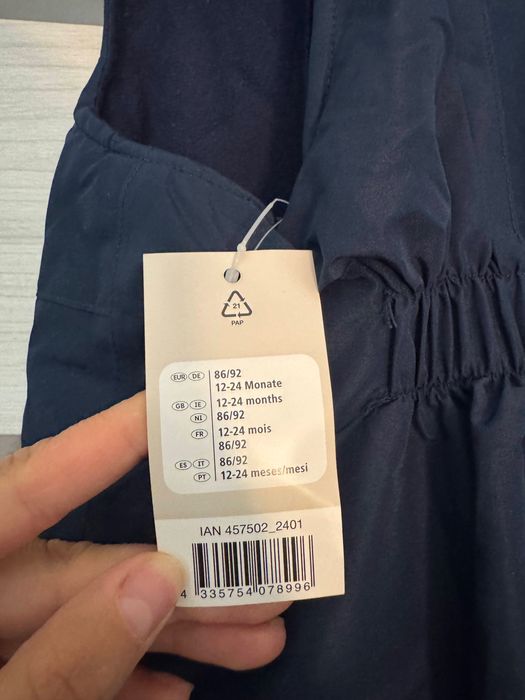 21
PAP
EUR DE 86/92
12-24 Monate
GB IE 12-24 months
NI 86/92
FR 12-24 mois
86/92
ES IT 86/92
PT 12-24 meses/mesi
IAN 457502_2401
4 335754 078996